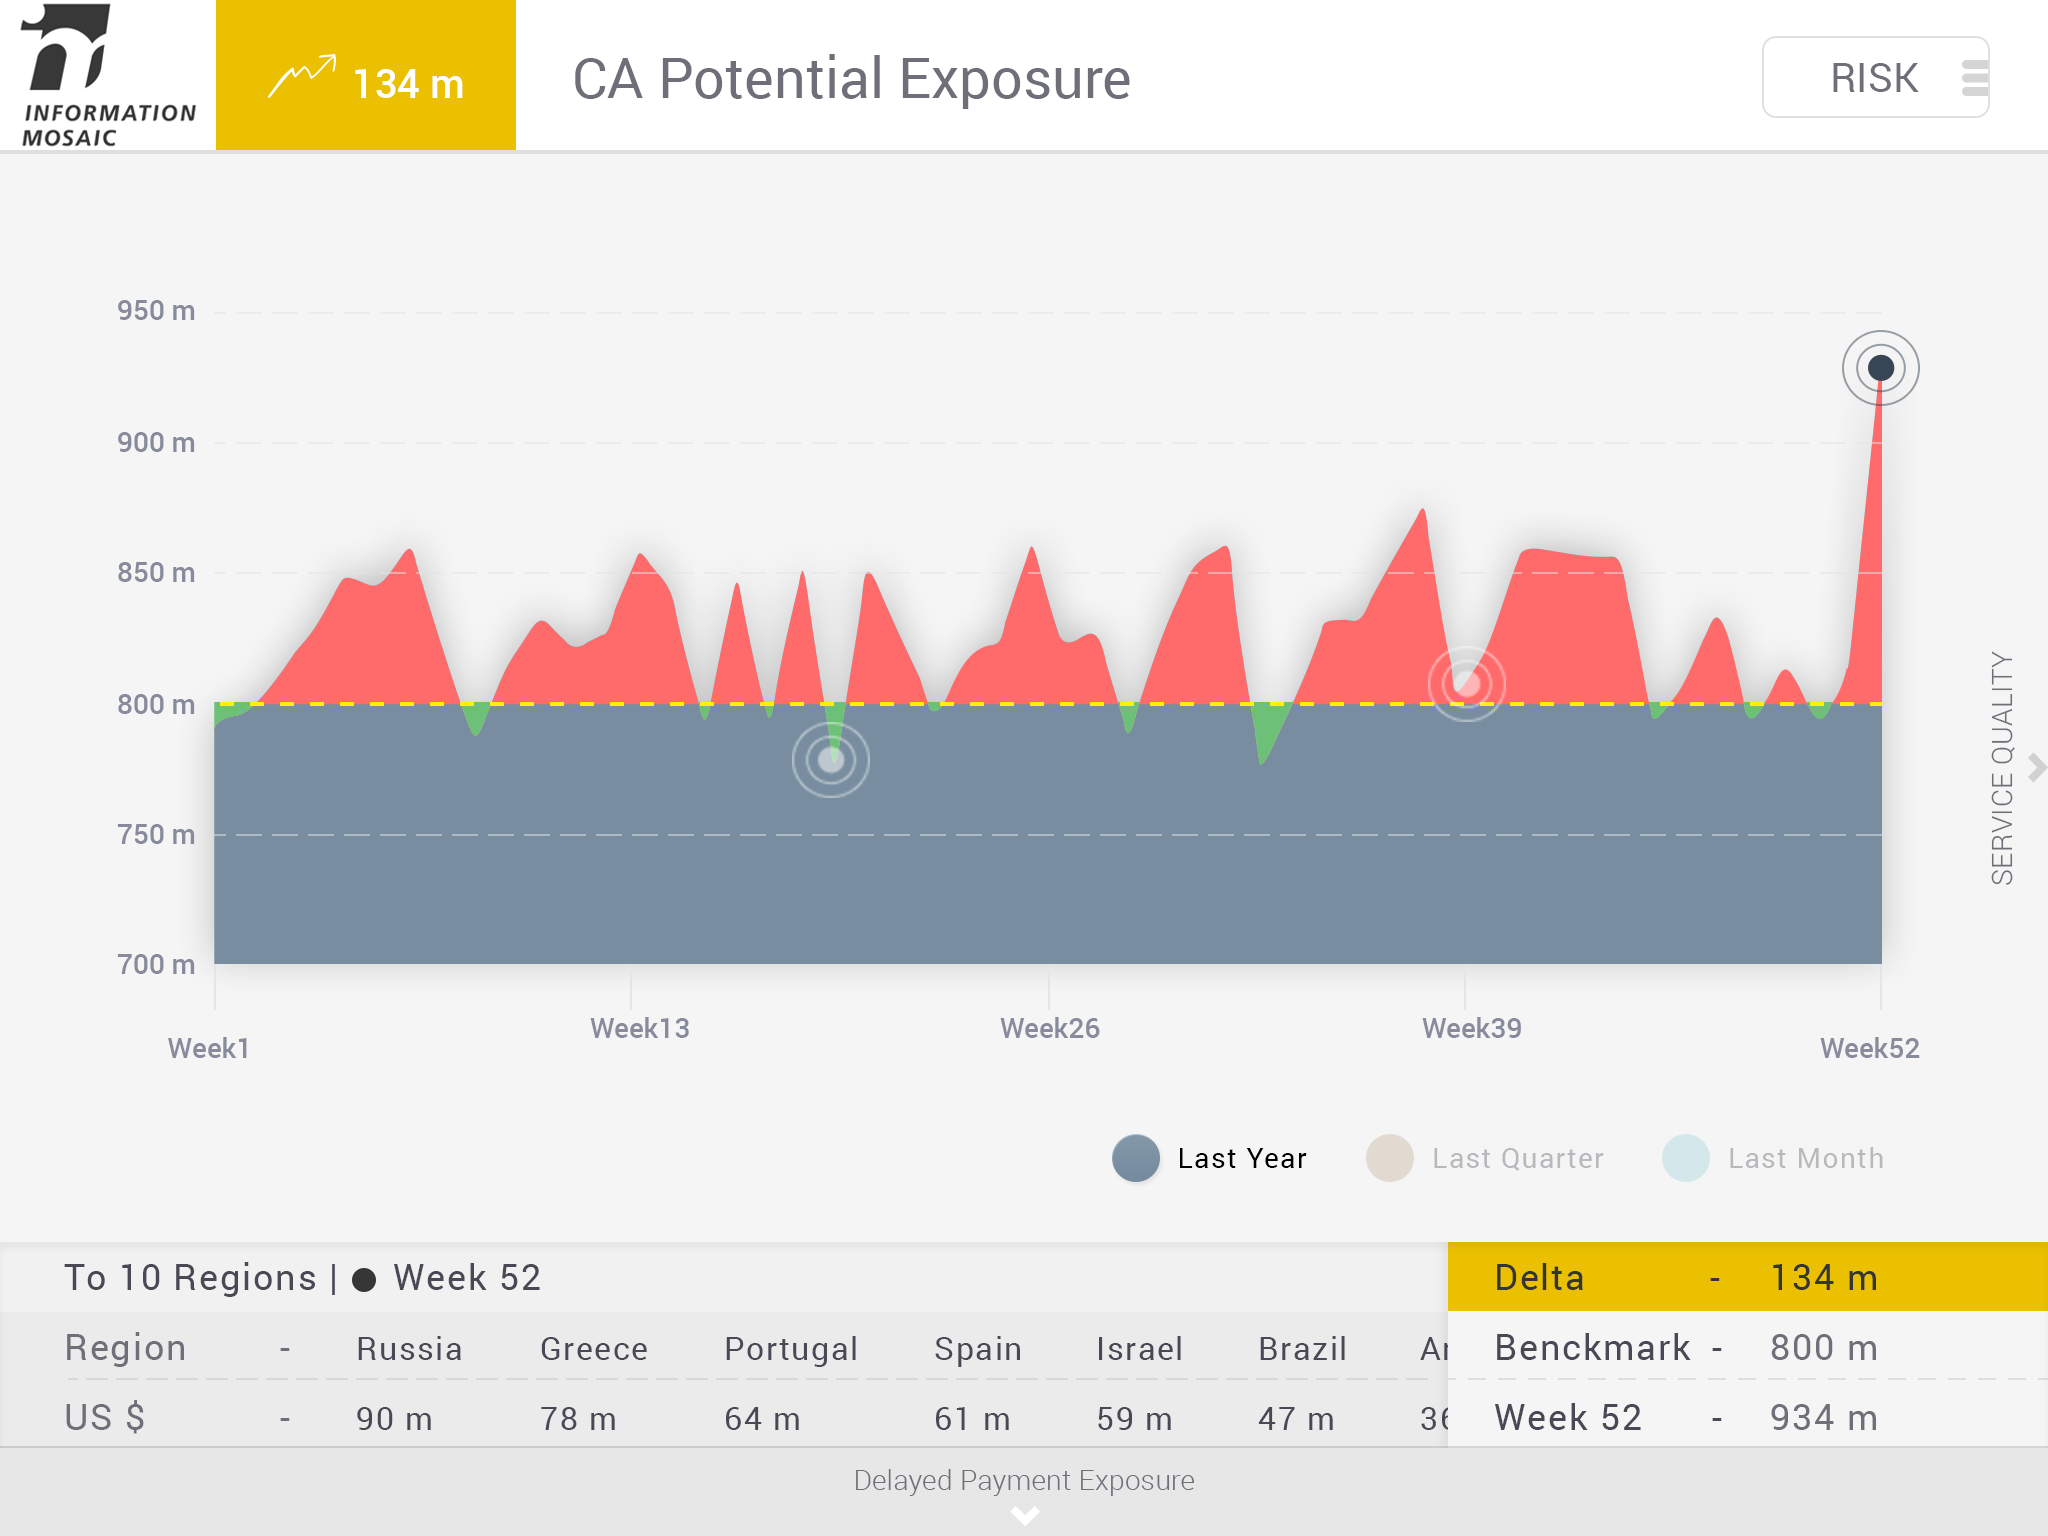 INFORMATION
MOSAIC
134 m
CA Potential Exposure
RISK
950 m
900 m
850 m
800 m
750 m
700 m
Week1
Week13
Week26
Week39
Week52
SERVICE QUALITY
Last Year
Last Quarter
Last Month
To 10 Regions | ● Week 52
Region - Russia Greece Portugal Spain Israel Brazil
US $ - 90 m 78 m 64 m 61 m 59 m 47 m
Delta - 134 m
Benckmark - 800 m
Week 52 - 934 m
Delayed Payment Exposure